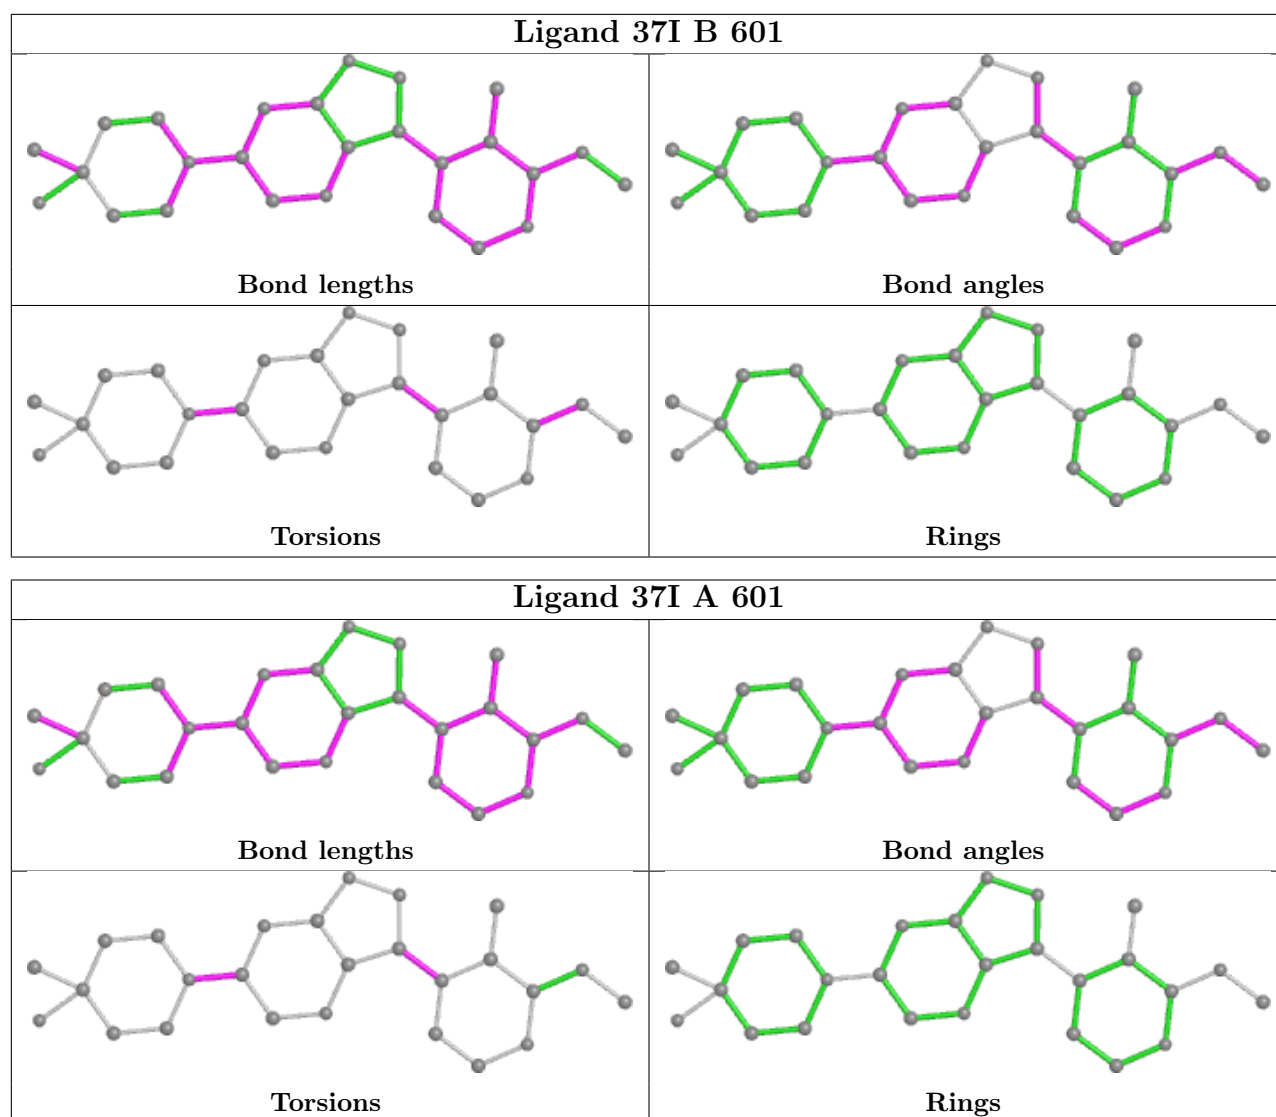 Ligand 37I B 601
Bond lengths
Bond angles
Torsions
Rings
Ligand 37I A 601
Bond lengths
Bond angles
Torsions
Rings